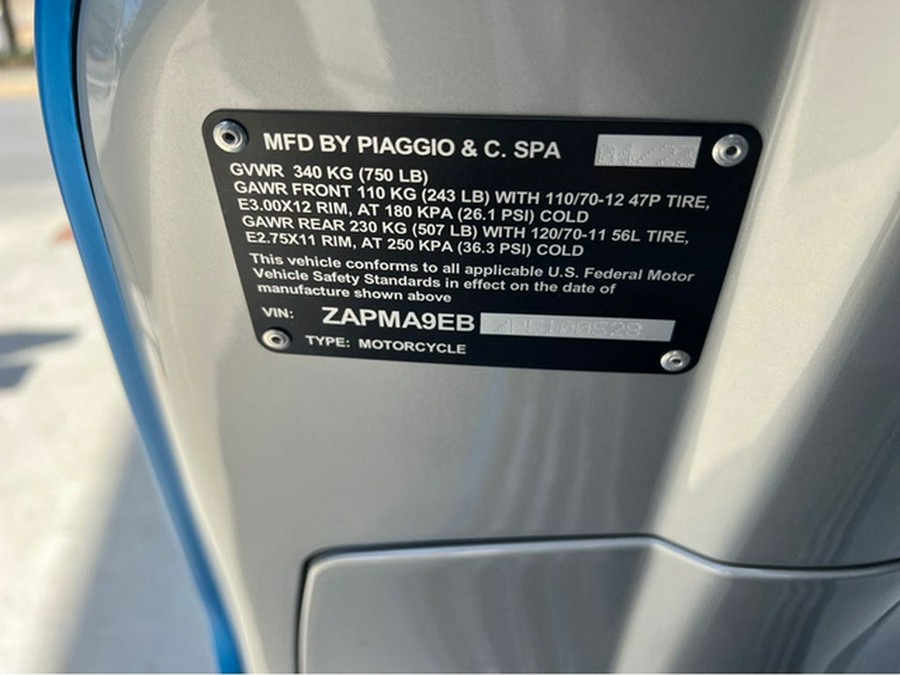 MFD BY PIAGGIO & C. SPA
GVWR 340 KG (750 LB)
GAWR FRONT 110 KG (243 LB) WITH 110/70-12 47P TIRE,
E3.00X12 RIM, AT 180 KPA (26.1 PSI) COLD
GAWR REAR 230 KG (507 LB) WITH 120/70-11 56L TIRE,
E2.75X11 RIM, AT 250 KPA (36.3 PSI) COLD
This vehicle conforms to all applicable U.S. Federal Motor
Vehicle Safety Standards in effect on the date of
manufacture shown above
VIN: ZAPMA9EB
TYPE: MOTORCYCLE